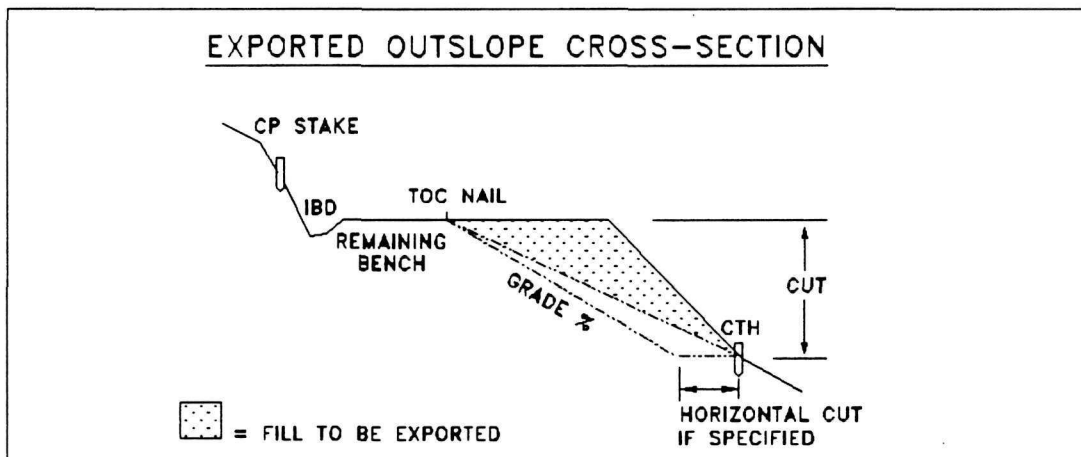 EXPORTED OUTSLOPE CROSS-SECTION
CP STAKE
IBD
TOC NAIL
REMAINING
BENCH
GRADE %
CUT
CTH
HORIZONTAL CUT
IF SPECIFIED
= FILL TO BE EXPORTED